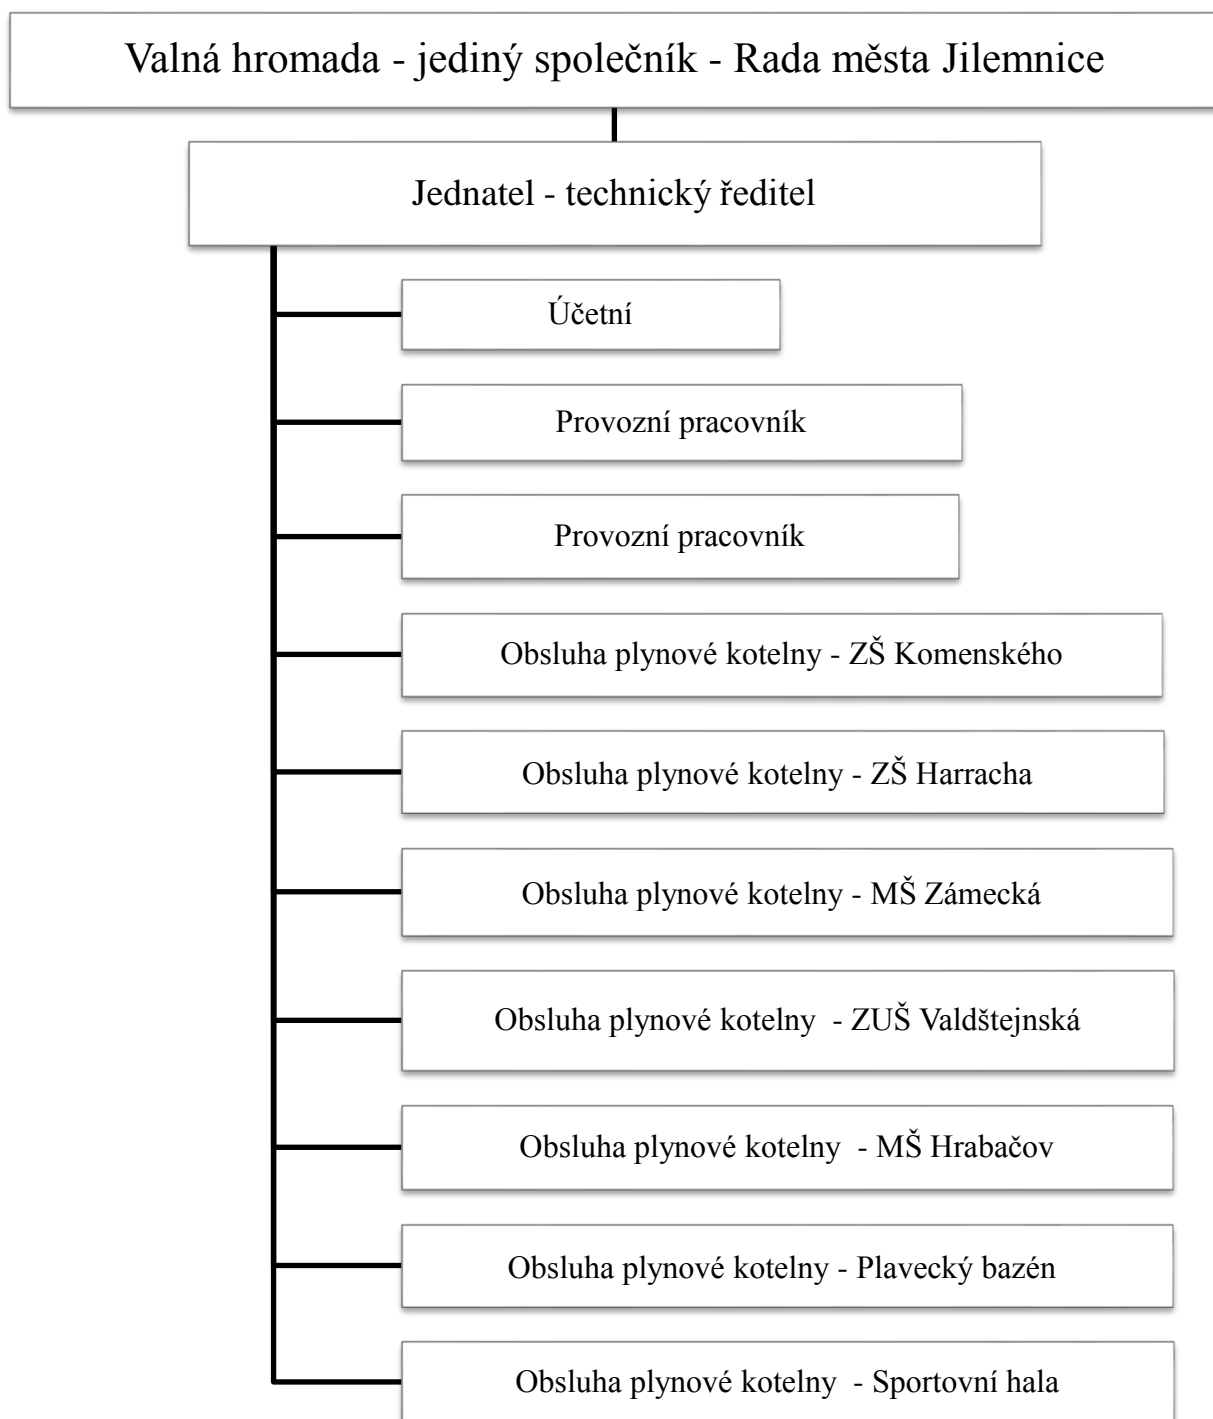 Valná hromada - jediný společník - Rada města Jilemnice
Jednatel - technický ředitel
Účetní
Provozní pracovník
Provozní pracovník
Obsluha plynové kotelny - ZŠ Komenského
Obsluha plynové kotelny - ZŠ Harracha
Obsluha plynové kotelny - MŠ Zámecká
Obsluha plynové kotelny  - ZUŠ Valdštejnská
Obsluha plynové kotelny  - MŠ Hrabačov
Obsluha plynové kotelny - Plavecký bazén
Obsluha plynové kotelny  - Sportovní hala